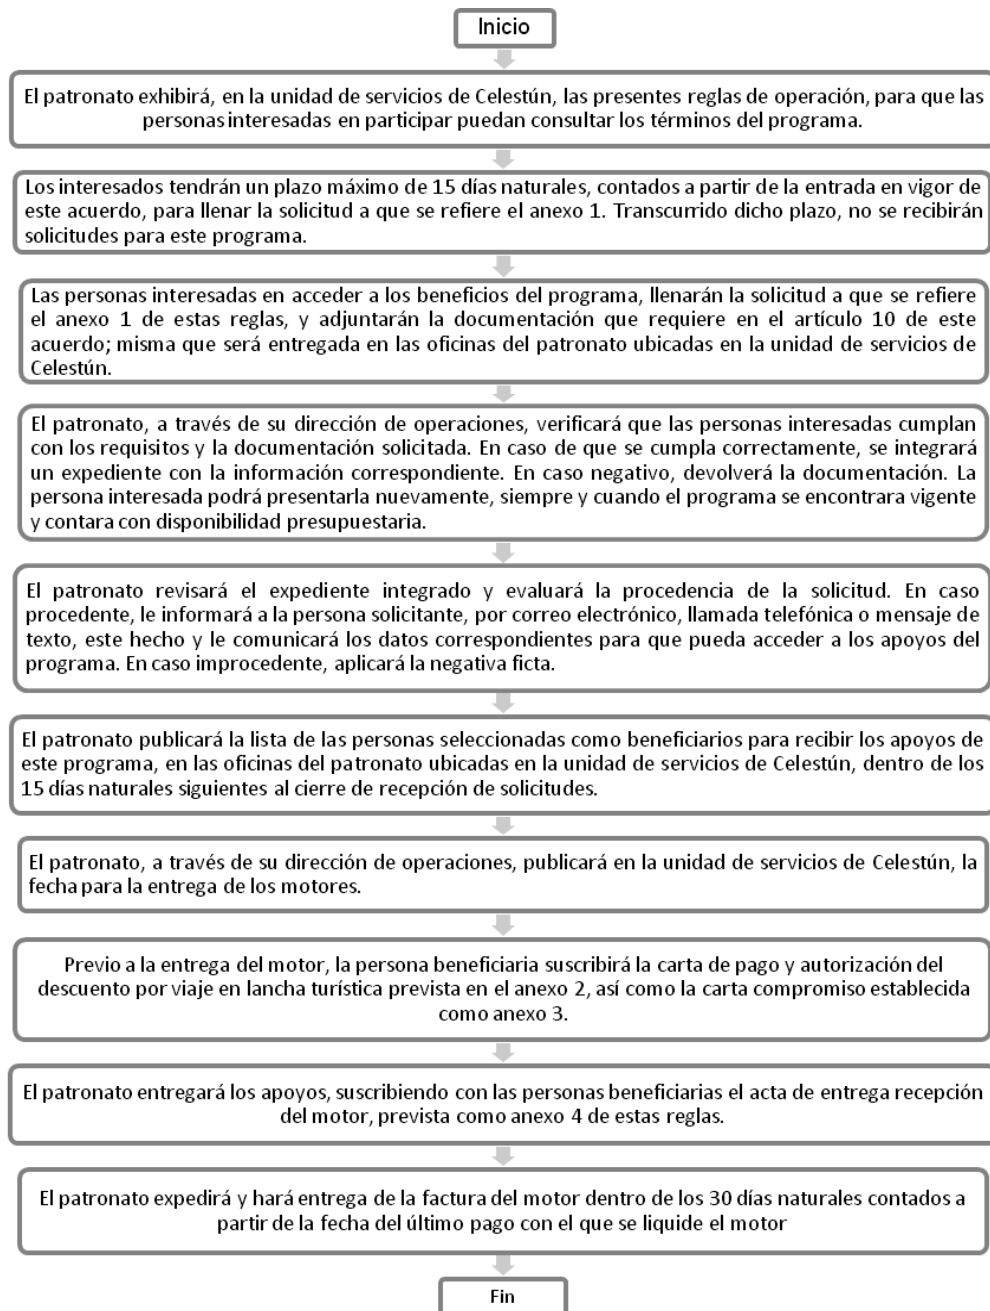 Inicio
El patronato exhibirá, en la unidad de servicios de Celestún, las presentes reglas de operación, para que las
personas interesadas en participar puedan consultar los términos del programa.
Los interesados tendrán un plazo máximo de 15 días naturales, contados a partir de la entrada en vigor de
este acuerdo, para llenar la solicitud a que se refiere el anexo 1. Transcurrido dicho plazo, no se recibirán
solicitudes para este programa.
Las personas interesadas en acceder a los beneficios del programa, llenarán la solicitud a que se refiere
el anexo 1 de estas reglas, y adjuntarán la documentación que requiere en el artículo 10 de este
acuerdo; misma que será entregada en las oficinas del patronato ubicadas en la unidad de servicios de
Celestún.
El patronato, a través de su dirección de operaciones, verificará que las personas interesadas cumplan
con los requisitos y la documentación solicitada. En caso de que se cumpla correctamente, se integrará
un expediente con la información correspondiente. En caso negativo, devolverá la documentación. La
persona interesada podrá presentarla nuevamente, siempre y cuando el programa se encontrara vigente
y contara con disponibilidad presupuestaria.
El patronato revisará el expediente integrado y evaluará la procedencia de la solicitud. En caso
procedente, le informará a la persona solicitante, por correo electrónico, llamada telefónica o mensaje de
texto, este hecho y le comunicará los datos correspondientes para que pueda acceder a los apoyos del
programa. En caso improcedente, aplicará la negativa ficta.
El patronato publicará la lista de las personas seleccionadas como beneficiarios para recibir los apoyos de
este programa, en las oficinas del patronato ubicadas en la unidad de servicios de Celestún, dentro de los
15 días naturales siguientes al cierre de recepción de solicitudes.
El patronato, a través de su dirección de operaciones, publicará en la unidad de servicios de Celestún, la
fecha para la entrega de los motores.
Previo a la entrega del motor, la persona beneficiaria suscribirá la carta de pago y autorización del
descuento por viaje en lancha turística prevista en el anexo 2, así como la carta compromiso establecida
como anexo 3.
El patronato entregará los apoyos, suscribiendo con las personas beneficiarias el acta de entrega recepción
del motor, prevista como anexo 4 de estas reglas.
El patronato expedirá y hará entrega de la factura del motor dentro de los 30 días naturales contados a
partir de la fecha del último pago con el que se liquide el motor
Fin